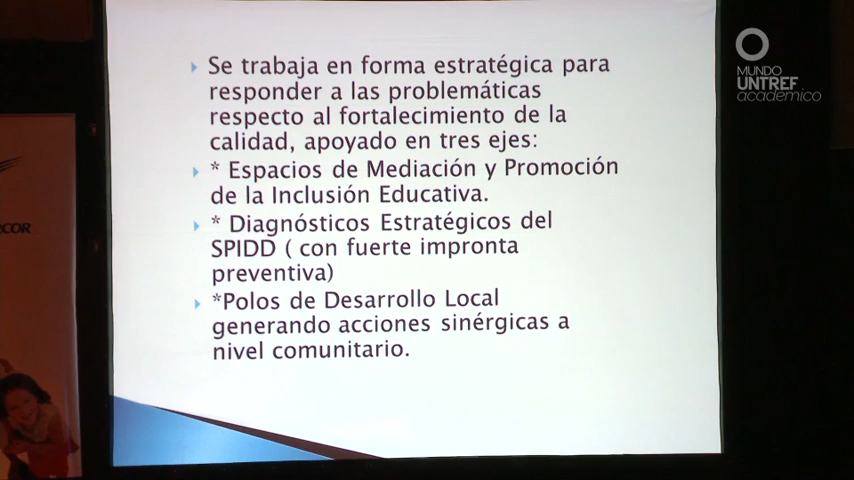 Se trabaja en forma estratégica para
responder a las problemáticas
respecto al fortalecimiento de la
calidad, apoyado en tres ejes:
* Espacios de Mediación y Promoción
de la Inclusión Educativa.
* Diagnósticos Estratégicos del
SPIDD ( con fuerte impronta
preventiva)
*Polos de Desarrollo Local
generando acciones sinérgicas a
nivel comunitario.
MUNDO
UNTREF
académico